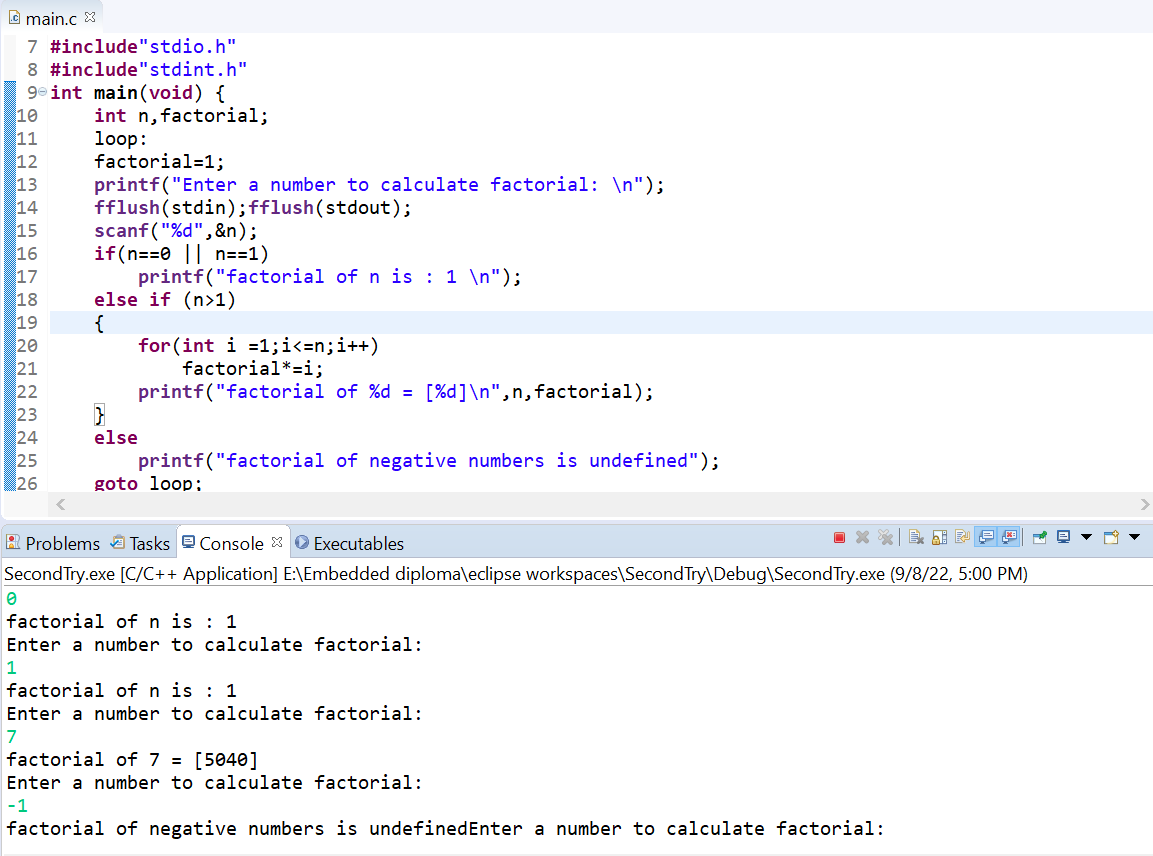 main.c
7 #include"stdio.h"
8 #include"stdint.h"
9 int main(void) {
10     int n,factorial;
11     loop:
12     factorial=1;
13     printf("Enter a number to calculate factorial: \n");
14     fflush(stdin);fflush(stdout);
15     scanf("%d",&n);
16     if(n==0 || n==1)
17         printf("factorial of n is : 1 \n");
18     else if (n>1)
19     {
20         for(int i =1;i<=n;i++)
21             factorial*=i;
22         printf("factorial of %d = [%d]\n",n,factorial);
23     }
24     else
25         printf("factorial of negative numbers is undefined");
26     goto loop;
Problems Tasks Console Executables
SecondTry.exe [C/C++ Application] E:\Embedded diploma\eclipse workspaces\SecondTry\Debug\SecondTry.exe (9/8/22, 5:00 PM)
0
factorial of n is : 1
Enter a number to calculate factorial:
1
factorial of n is : 1
Enter a number to calculate factorial:
7
factorial of 7 = [5040]
Enter a number to calculate factorial:
-1
factorial of negative numbers is undefinedEnter a number to calculate factorial: